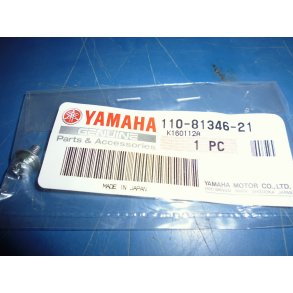 YAMAHA
GENUINE
Parts & Accessories
110-81346-21
K160112A
1 PC
MADE IN JAPAN
YAMAHA MOTOR CO.,LTD.